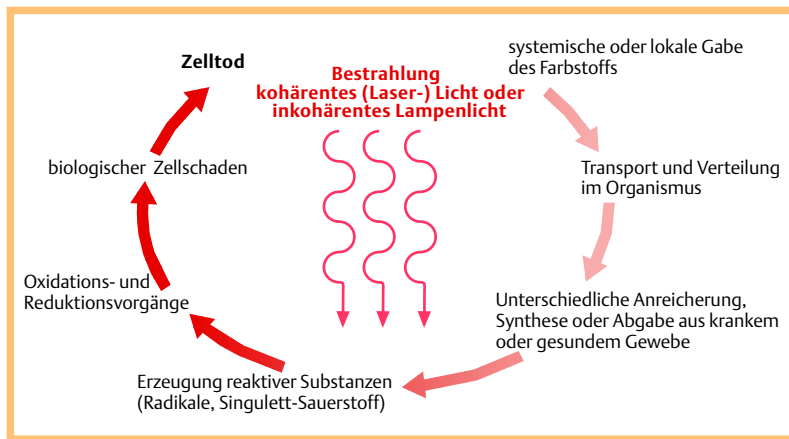 Zelltod
Bestrahlung
kohärentes (Laser-) Licht oder
inkohärentes Lampenlicht
systemische oder lokale Gabe
des Farbstoffs
Transport und Verteilung
im Organismus
Unterschiedliche Anreicherung,
Synthese oder Abgabe aus krankem
oder gesundem Gewebe
Erzeugung reaktiver Substanzen
(Radikale, Singulett-Sauerstoff)
Oxidations- und
Reduktionsvorgänge
biologischer Zellschaden